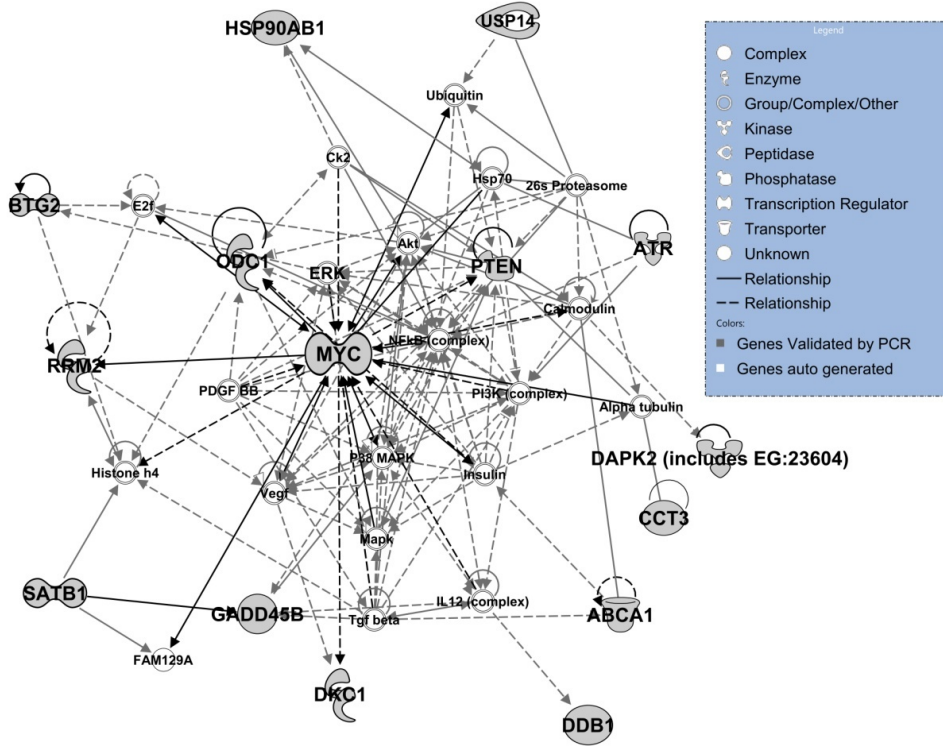 HSP90AB1
USP14
Legend
Complex
Enzyme
Group/Complex/Other
Kinase
Peptidase
Phosphatase
Transcription Regulator
Transporter
Unknown
Relationship
Relationship
Colors:
Genes Validated by PCR
Genes auto generated
Ubiquitin
Ck2
Hsp70
26s Proteasome
BTG2
E2f
Akt
ATR
ODC1
ERK
PTEN
Calmodulin
NFkB (complex)
MYC
RRM2
PDGF BB
PI3K (complex)
Alpha tubulin
P38 MAPK
DAPK2 (includes EG:23604)
Histone h4
Insulin
Vegf
CCT3
Mapk
SATB1
GADD45B
IL12 (complex)
ABCA1
Tgf beta
FAM129A
DKC1
DDB1